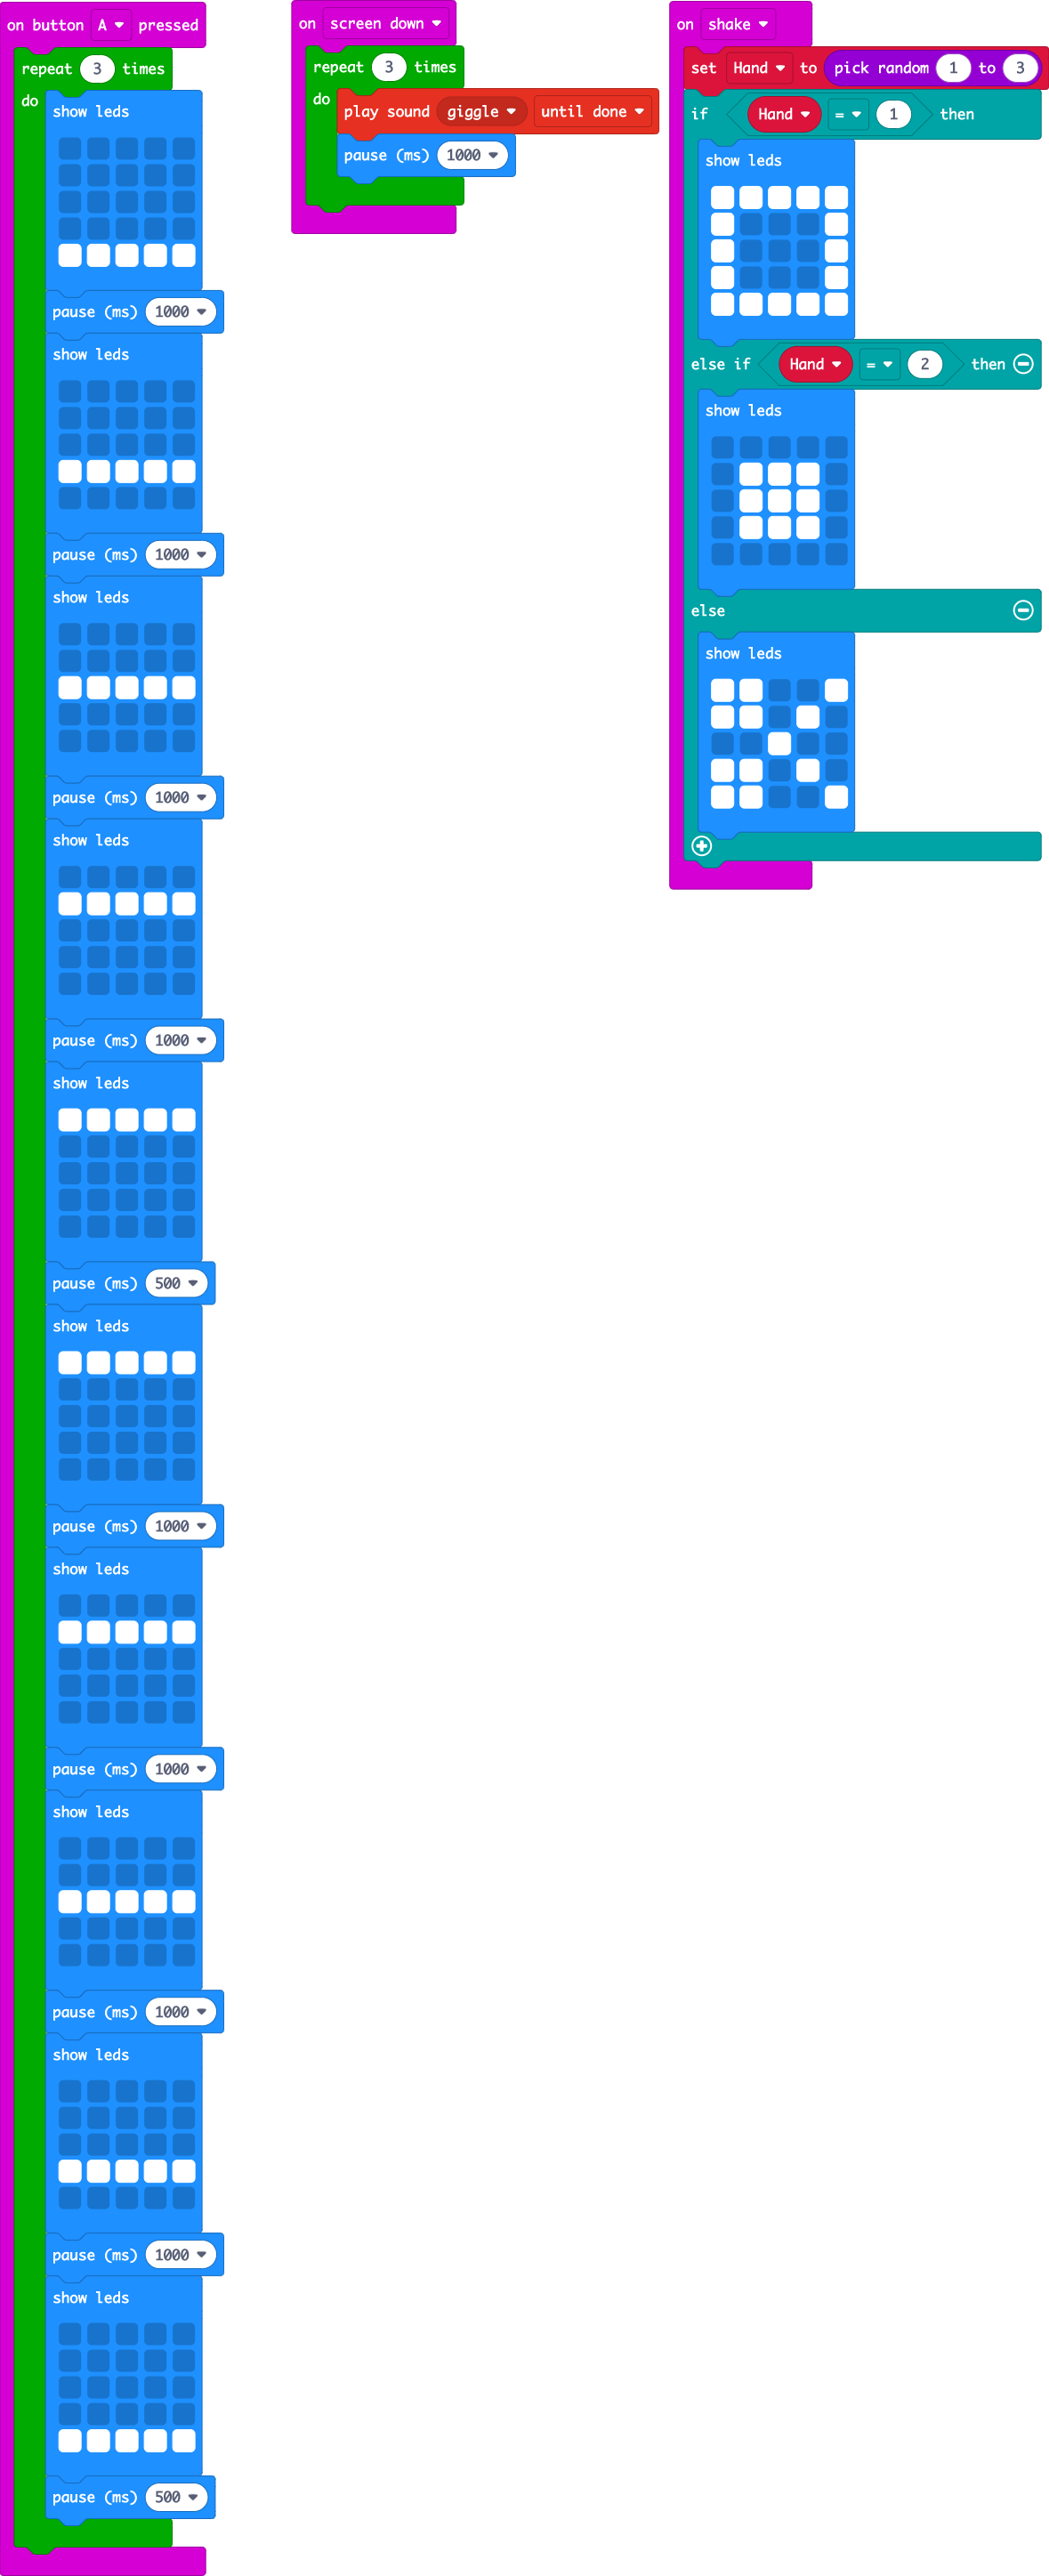 on button A pressed
repeat 3 times
do
show leds
pause (ms) 1000
show leds
pause (ms) 1000
show leds
pause (ms) 1000
show leds
pause (ms) 1000
show leds
pause (ms) 500
show leds
pause (ms) 1000
show leds
pause (ms) 1000
show leds
pause (ms) 1000
show leds
pause (ms) 1000
show leds
pause (ms) 500
on screen down
repeat 3 times
do
play sound giggle until done
pause (ms) 1000
on shake
set Hand to pick random 1 to 3
if Hand = 1 then
show leds
else if Hand = 2 then
show leds
else
show leds